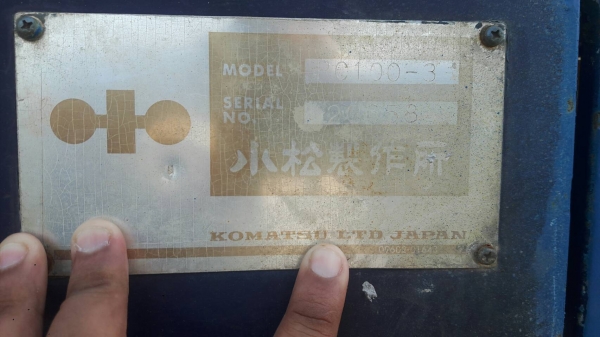 MODEL
SERIAL
NO.
小松製作所
KOMATSU LTD JAPAN